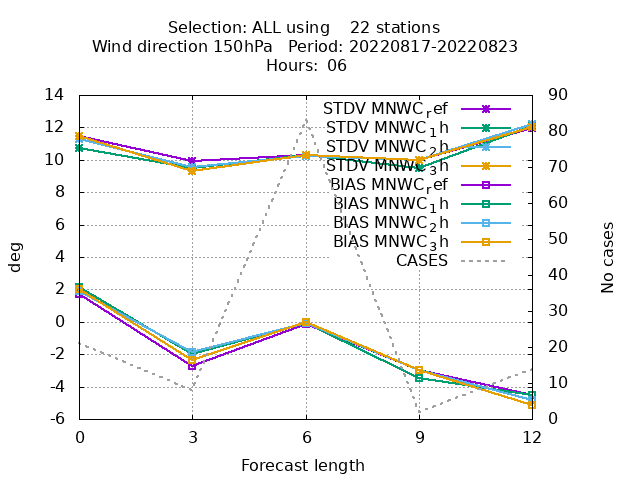 Selection: ALL using    22 stations
Wind direction 150hPa   Period: 20220817-20220823
Hours:  06
14
12
10
8
6
4
2
0
-2
-4
-6
deg
90
80
70
60
50
40
30
20
10
0
No cases
STDV MNWC_ref
STDV MNWC_1h
STDV MNWC_2h
STDV MNWC_3h
BIAS MNWC_ref
BIAS MNWC_1h
BIAS MNWC_2h
BIAS MNWC_3h
CASES
0 3 6 9 12
Forecast length